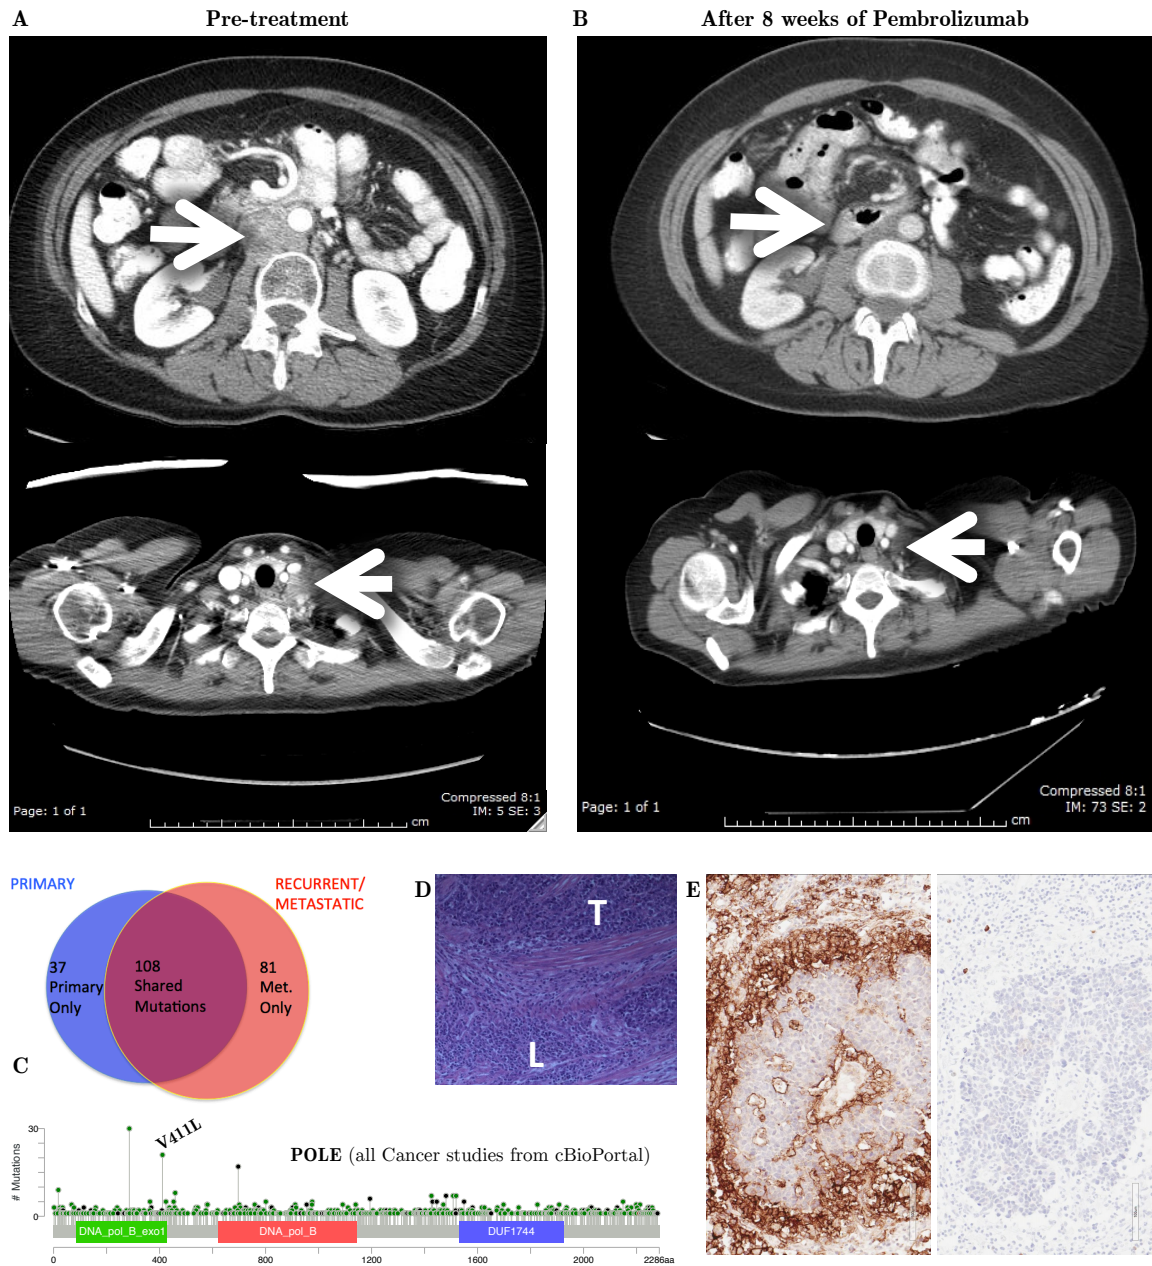 A Pre-treatment
B After 8 weeks of Pembrolizumab
Page: 1 of 1
Compressed 8:1
IM: 5 SE: 3
cm
Page: 1 of 1
Compressed 8:1
IM: 73 SE: 2
cm
PRIMARY
RECURRENT/
METASTATIC
37
Primary
Only
108
Shared
Mutations
81
Met.
Only
C
D
T
L
E
# Mutations
30
0
V411L
POLE (all Cancer studies from cBioPortal)
DNA_pol_B_exo1
DNA_pol_B
DUF1744
0 400 800 1200 1600 2000 2286aa